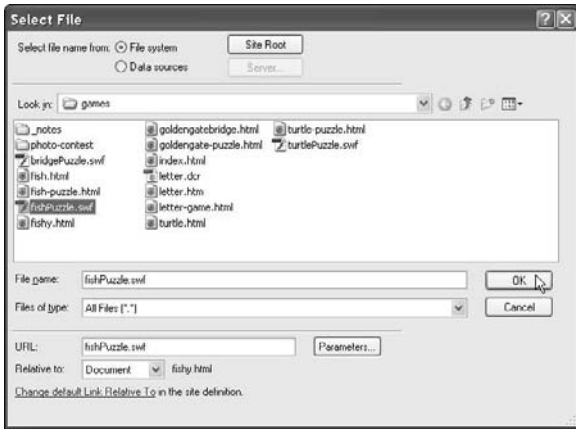 Select File
Select file name from: File system Site Root
Data sources Server...
Look in: games
_notes goldengatebridge.html turtle-puzzle.html
photo-contest goldengate-puzzle.html turtlePuzzle.swf
bridgePuzzle.swf index.html
fish.html letter.dcr
fish-puzzle.html letter.htm
fishPuzzle.swf letter-game.html
fishy.html turtle.html
File name: fishPuzzle.swf OK
Files of type: All Files (*.*) Cancel
URL: fishPuzzle.swf Parameters...
Relative to: Document fishy.html
Change default Link Relative To in the site definition.